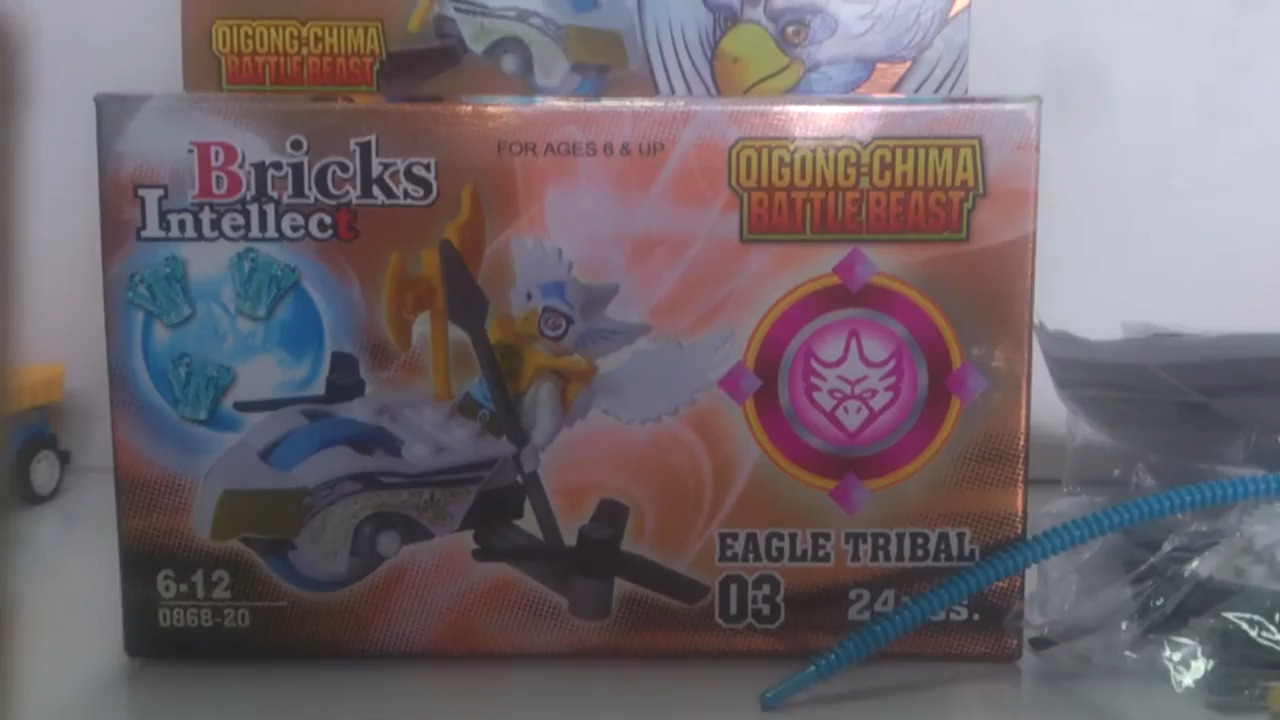 QIGONG:CHIMA
BATTLE BEAST
Bricks
Intellect
FOR AGES 6 & UP
QIGONG:CHIMA
BATTLE BEAST
EAGLE TRIBAL
03
6-12
0868-20